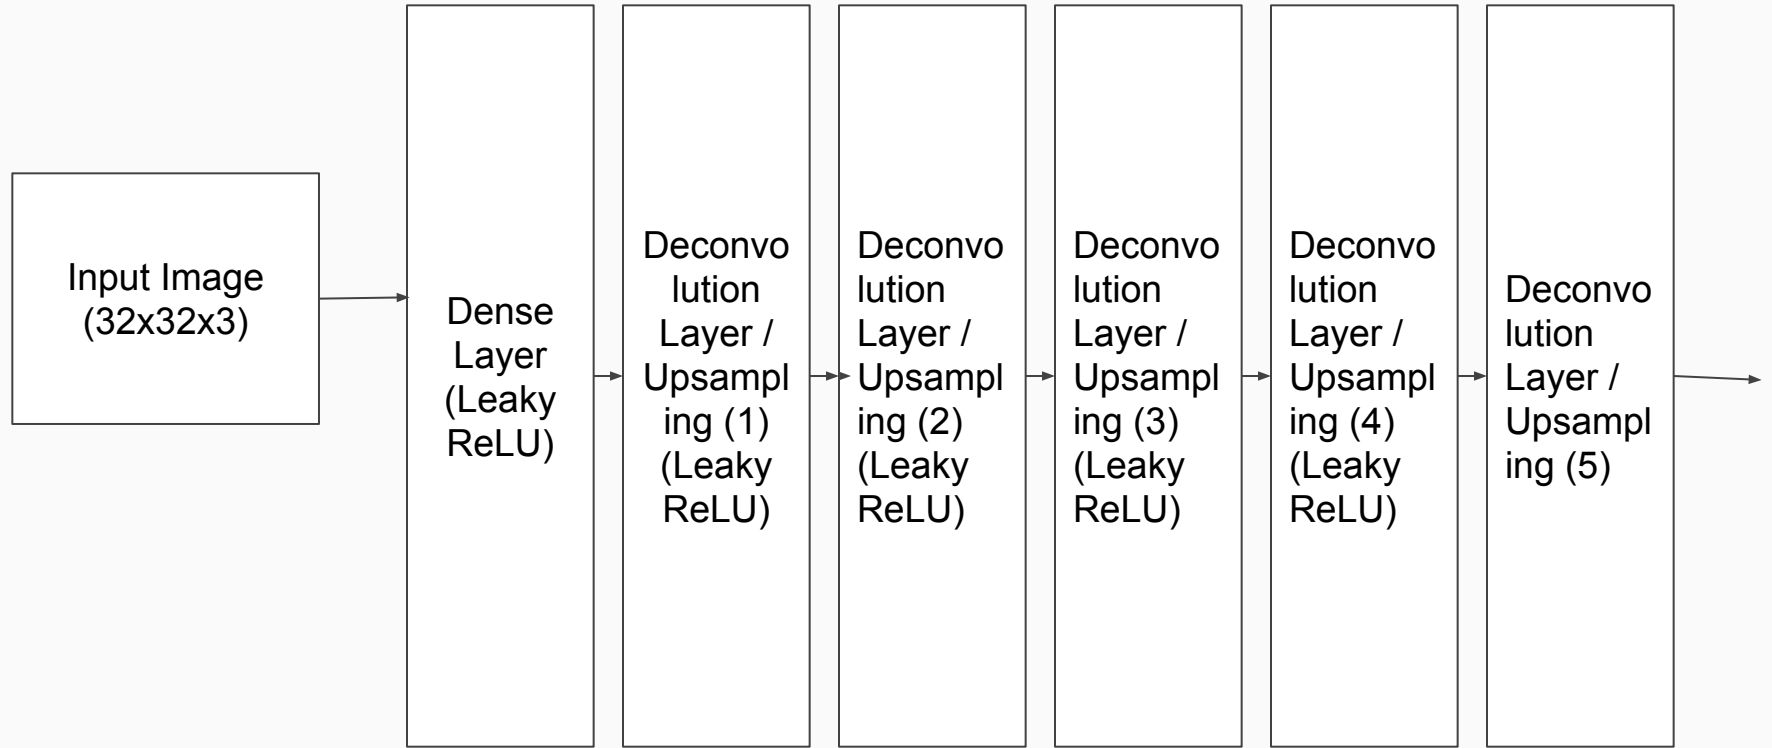 Input Image
(32x32x3)
Dense
Layer
(Leaky
ReLU)
Deconvo
lution
Layer /
Upsampl
ing (1)
(Leaky
ReLU)
Deconvo
lution
Layer /
Upsampl
ing (2)
(Leaky
ReLU)
Deconvo
lution
Layer /
Upsampl
ing (3)
(Leaky
ReLU)
Deconvo
lution
Layer /
Upsampl
ing (4)
(Leaky
ReLU)
Deconvo
lution
Layer /
Upsampl
ing (5)